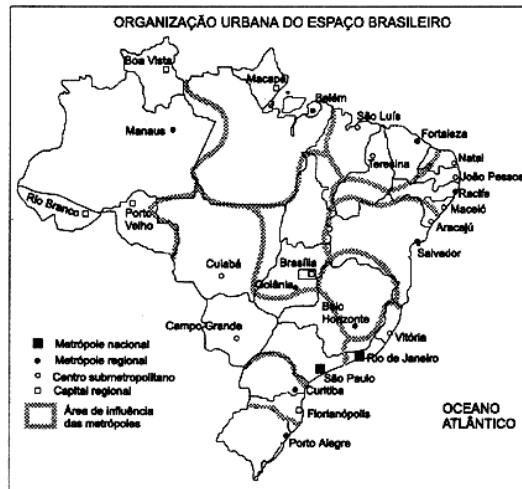 ORGANIZAÇÃO URBANA DO ESPAÇO BRASILEIRO
Boa Vista
Macapá
Belém
São Luís
Manaus
Fortaleza
Teresina
Natal
João Pessoa
Recife
Rio Branco
Porto
Velho
Maceió
Aracajú
Salvador
Cuiabá
Brasília
Goiânia
Belo
Horizonte
Campo-Grande
Vitória
Metrópole nacional
Rio de Janeiro
Metrópole regional
São Paulo
Centro submetropolitano
Curitiba
Capital regional
Florianópolis
Área de influência
das metrópoles
OCEANO
ATLÂNTICO
Porto Alegre